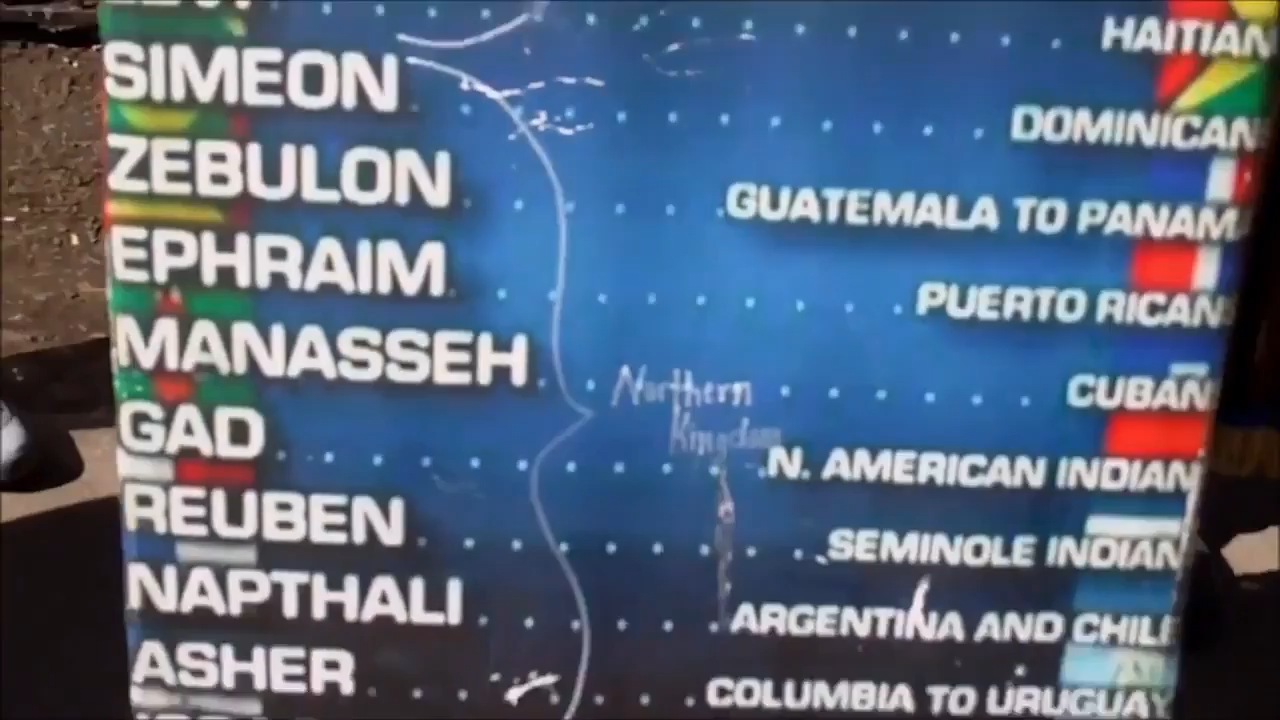 HAITIAN
SIMEON . . . . . . . . . . . DOMINICAN
ZEBULON . . . . . . GUATEMALA TO PANAM
EPHRAIM . . . . . . . . . . PUERTO RICAN
MANASSEH . . . . . . . . CUBAN
Northern
Kingdom
GAD . . . . . . . . . . . N. AMERICAN INDIAN
REUBEN . . . . . . . . . SEMINOLE INDIAN
NAPTHALI . . . . . . ARGENTINA AND CHILE
ASHER . . . . . . . . COLUMBIA TO URUGUAY